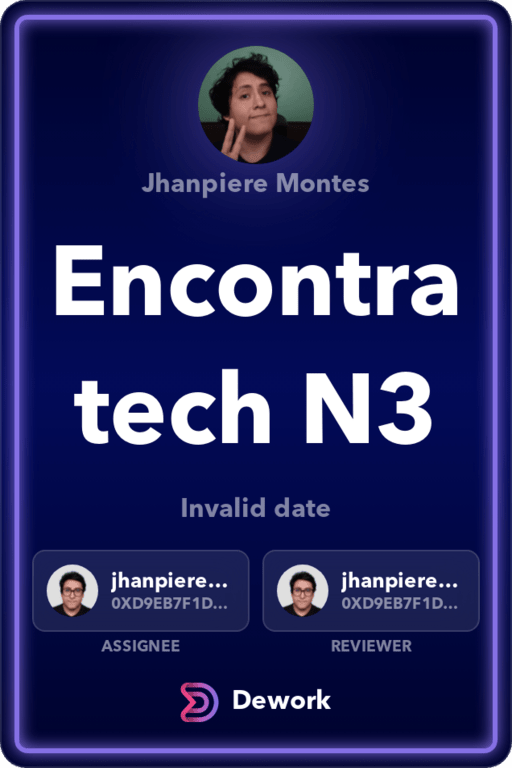 Jhanpiere Montes
Encontra
tech N3
Invalid date
jhanpiere... jhanpiere...
0XD9EB7F1D... 0XD9EB7F1D...
ASSIGNEE REVIEWER
Dework